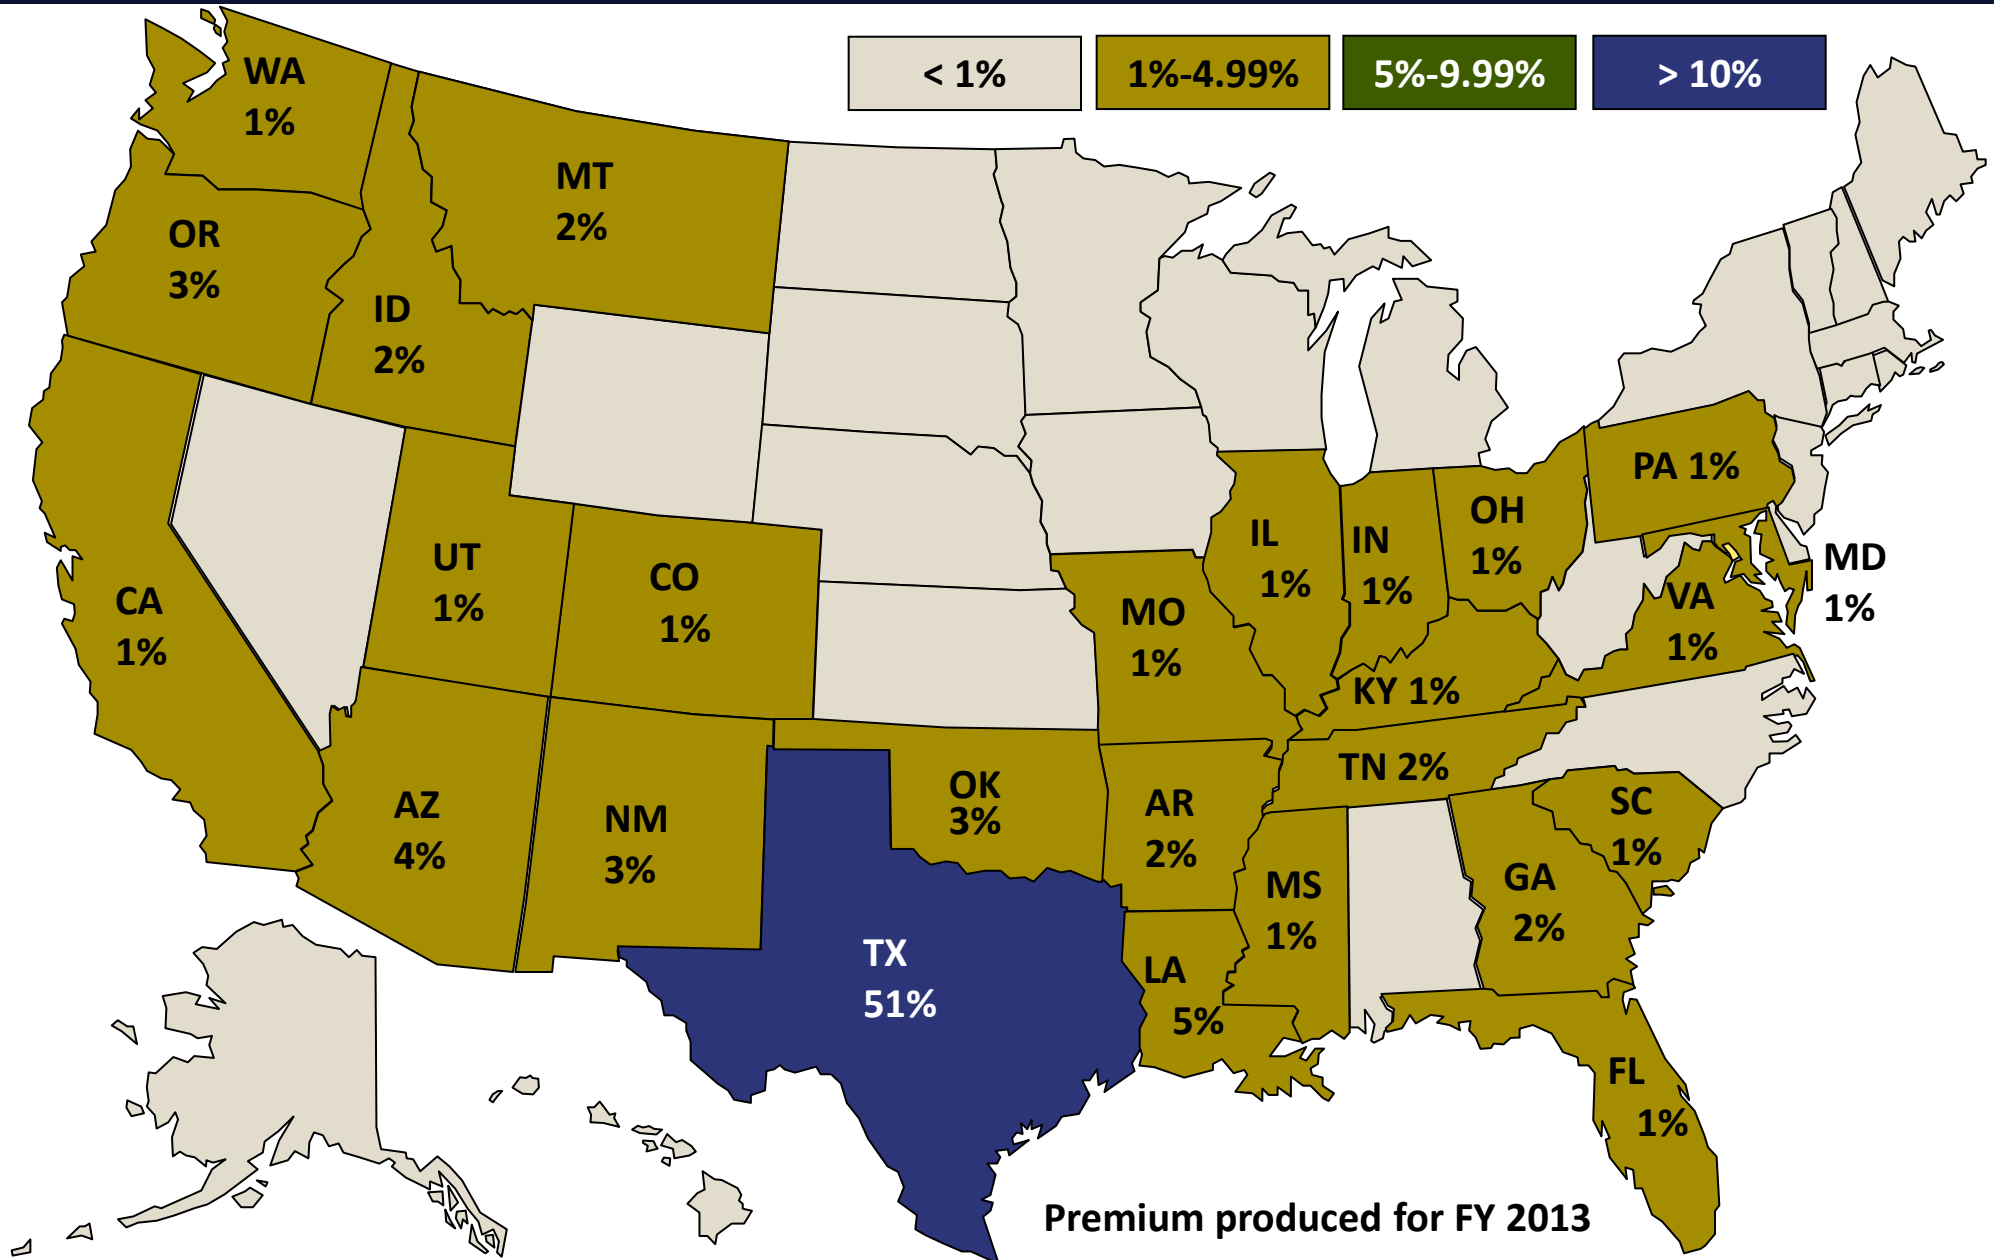 < 1%
1%-4.99%
5%-9.99%
> 10%
WA
1%
MT
2%
OR
3%
ID
2%
PA 1%
OH
1%
IL
1%
IN
1%
MD
1%
UT
1%
CO
1%
CA
1%
MO
1%
VA
1%
KY 1%
TN 2%
AZ
4%
NM
3%
OK
3%
AR
2%
SC
1%
MS
1%
GA
2%
TX
51%
LA
5%
FL
1%
Premium produced for FY 2013